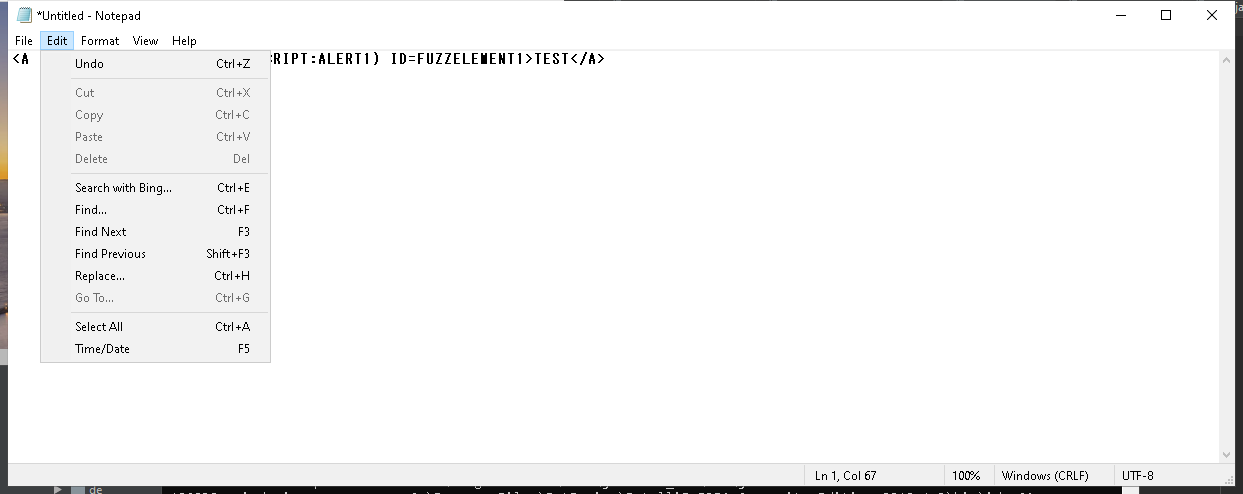 *Untitled - Notepad
File Edit Format View Help
<A RIPT:ALERT1) ID=FUZZELEMENT1>TEST</A>
Undo Ctrl+Z
Cut Ctrl+X
Copy Ctrl+C
Paste Ctrl+V
Delete Del
Search with Bing... Ctrl+E
Find... Ctrl+F
Find Next F3
Find Previous Shift+F3
Replace... Ctrl+H
Go To... Ctrl+G
Select All Ctrl+A
Time/Date F5
Ln 1, Col 67 100% Windows (CRLF) UTF-8
de